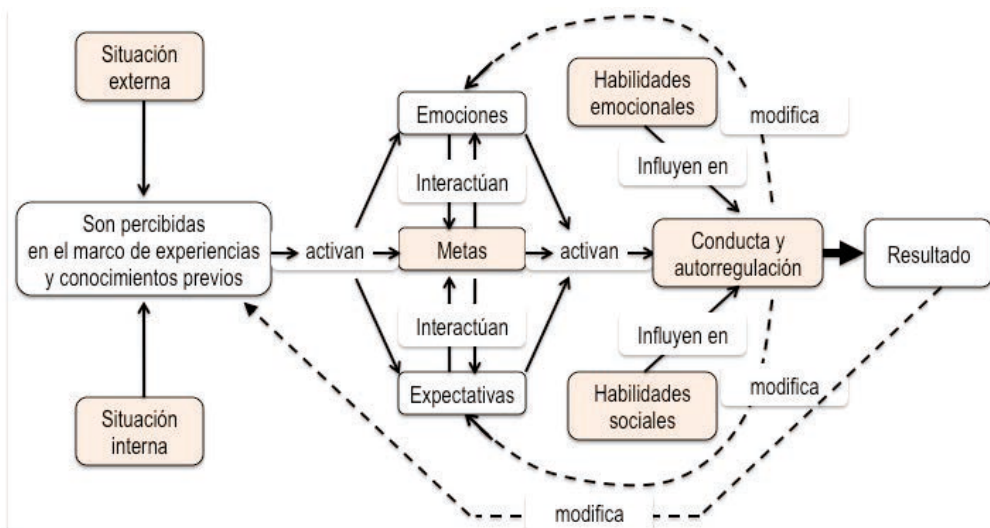 Situación
externa
Son percibidas
en el marco de experiencias
y conocimientos previos
Situación
interna
activan
Emociones
Interactúan
Metas
Interactúan
Expectativas
activan
Habilidades
emocionales
Influyen en
modifica
Conducta y
autorregulación
Resultado
Influyen en
Habilidades
sociales
modifica
modifica